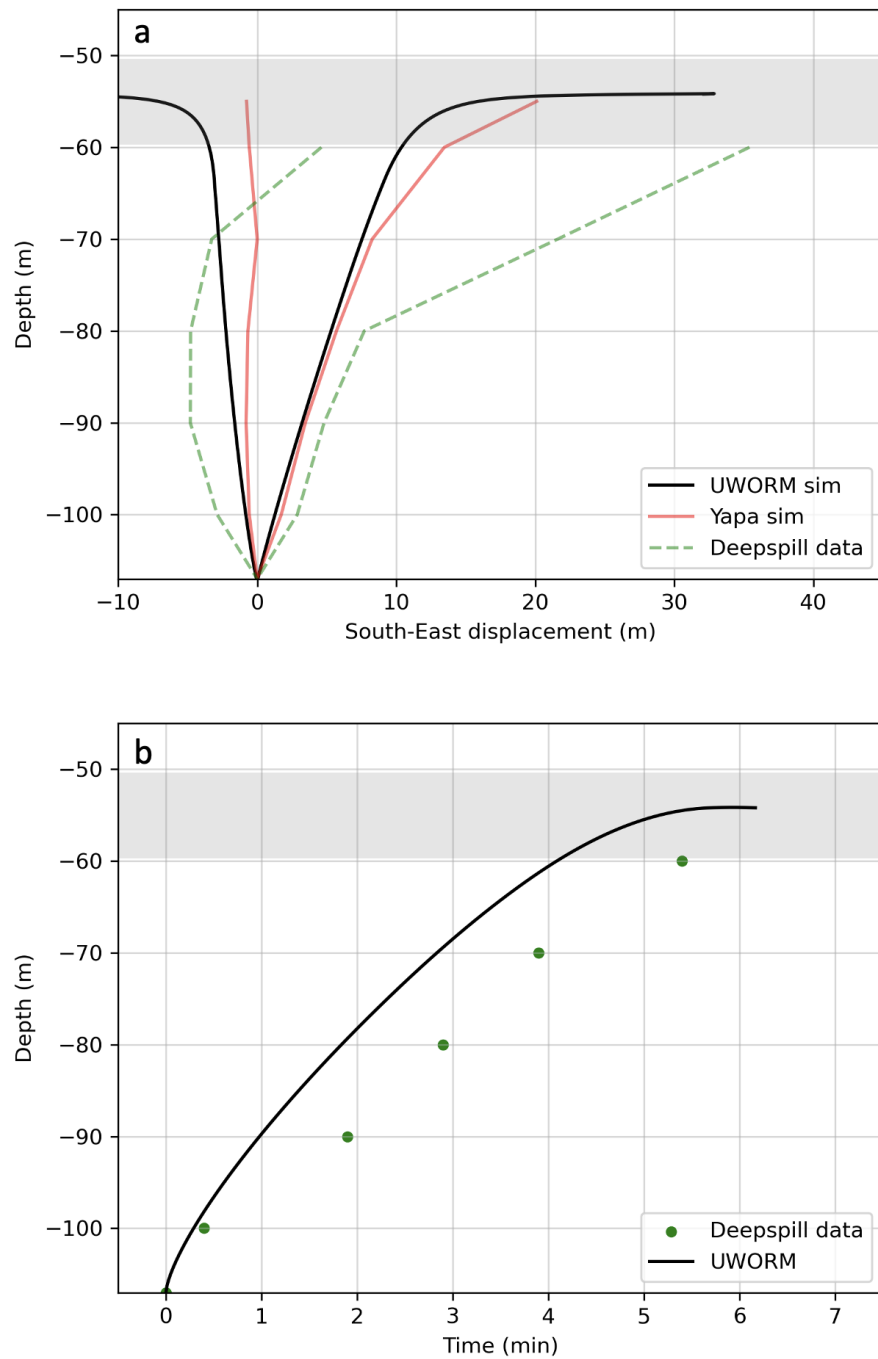 a
−50
−60
−70
−80
−90
−100
Depth (m)
−10 0 10 20 30 40
South-East displacement (m)
UWORM sim
Yapa sim
Deepspill data
b
−50
−60
−70
−80
−90
−100
Depth (m)
0 1 2 3 4 5 6 7
Time (min)
Deepspill data
UWORM